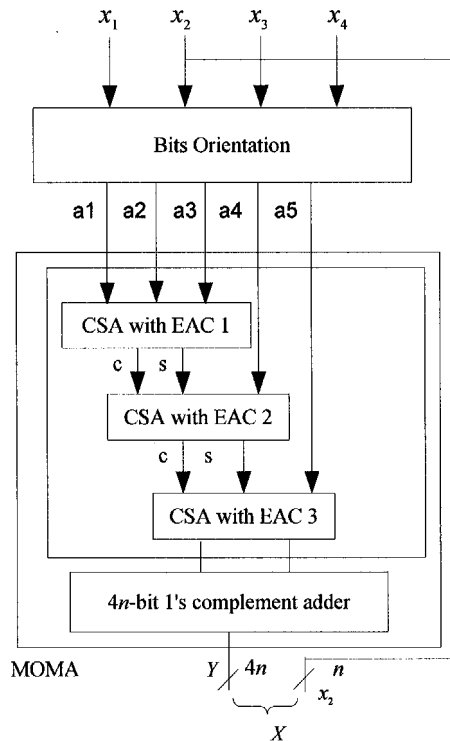 x₁ x₂ x₃ x₄
Bits Orientation
a1 a2 a3 a4 a5
CSA with EAC 1
c s
CSA with EAC 2
c s
CSA with EAC 3
4n-bit 1's complement adder
MOMA Y 4n n
x₂
X